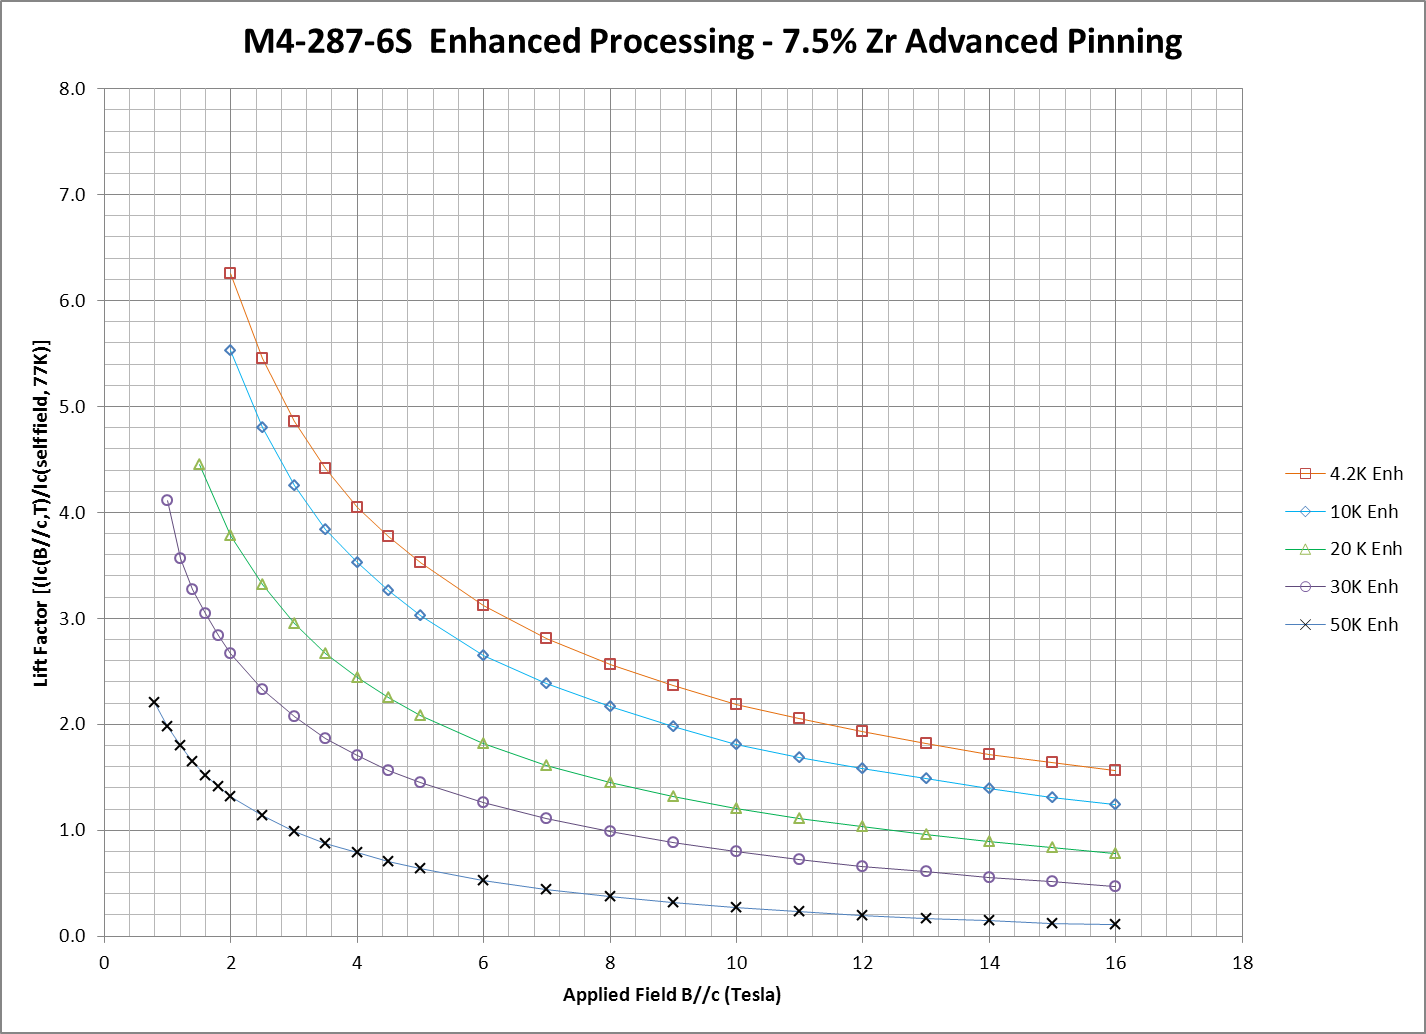 M4-287-6S  Enhanced Processing - 7.5% Zr Advanced Pinning
8.0
7.0
6.0
5.0
4.0
3.0
2.0
1.0
0.0
Lift Factor [(Ic(B//c,T)/Ic(self field, 77K)]
0 2 4 6 8 10 12 14 16 18
Applied Field B//c (Tesla)
4.2K Enh
10K Enh
20 K Enh
30K Enh
50K Enh